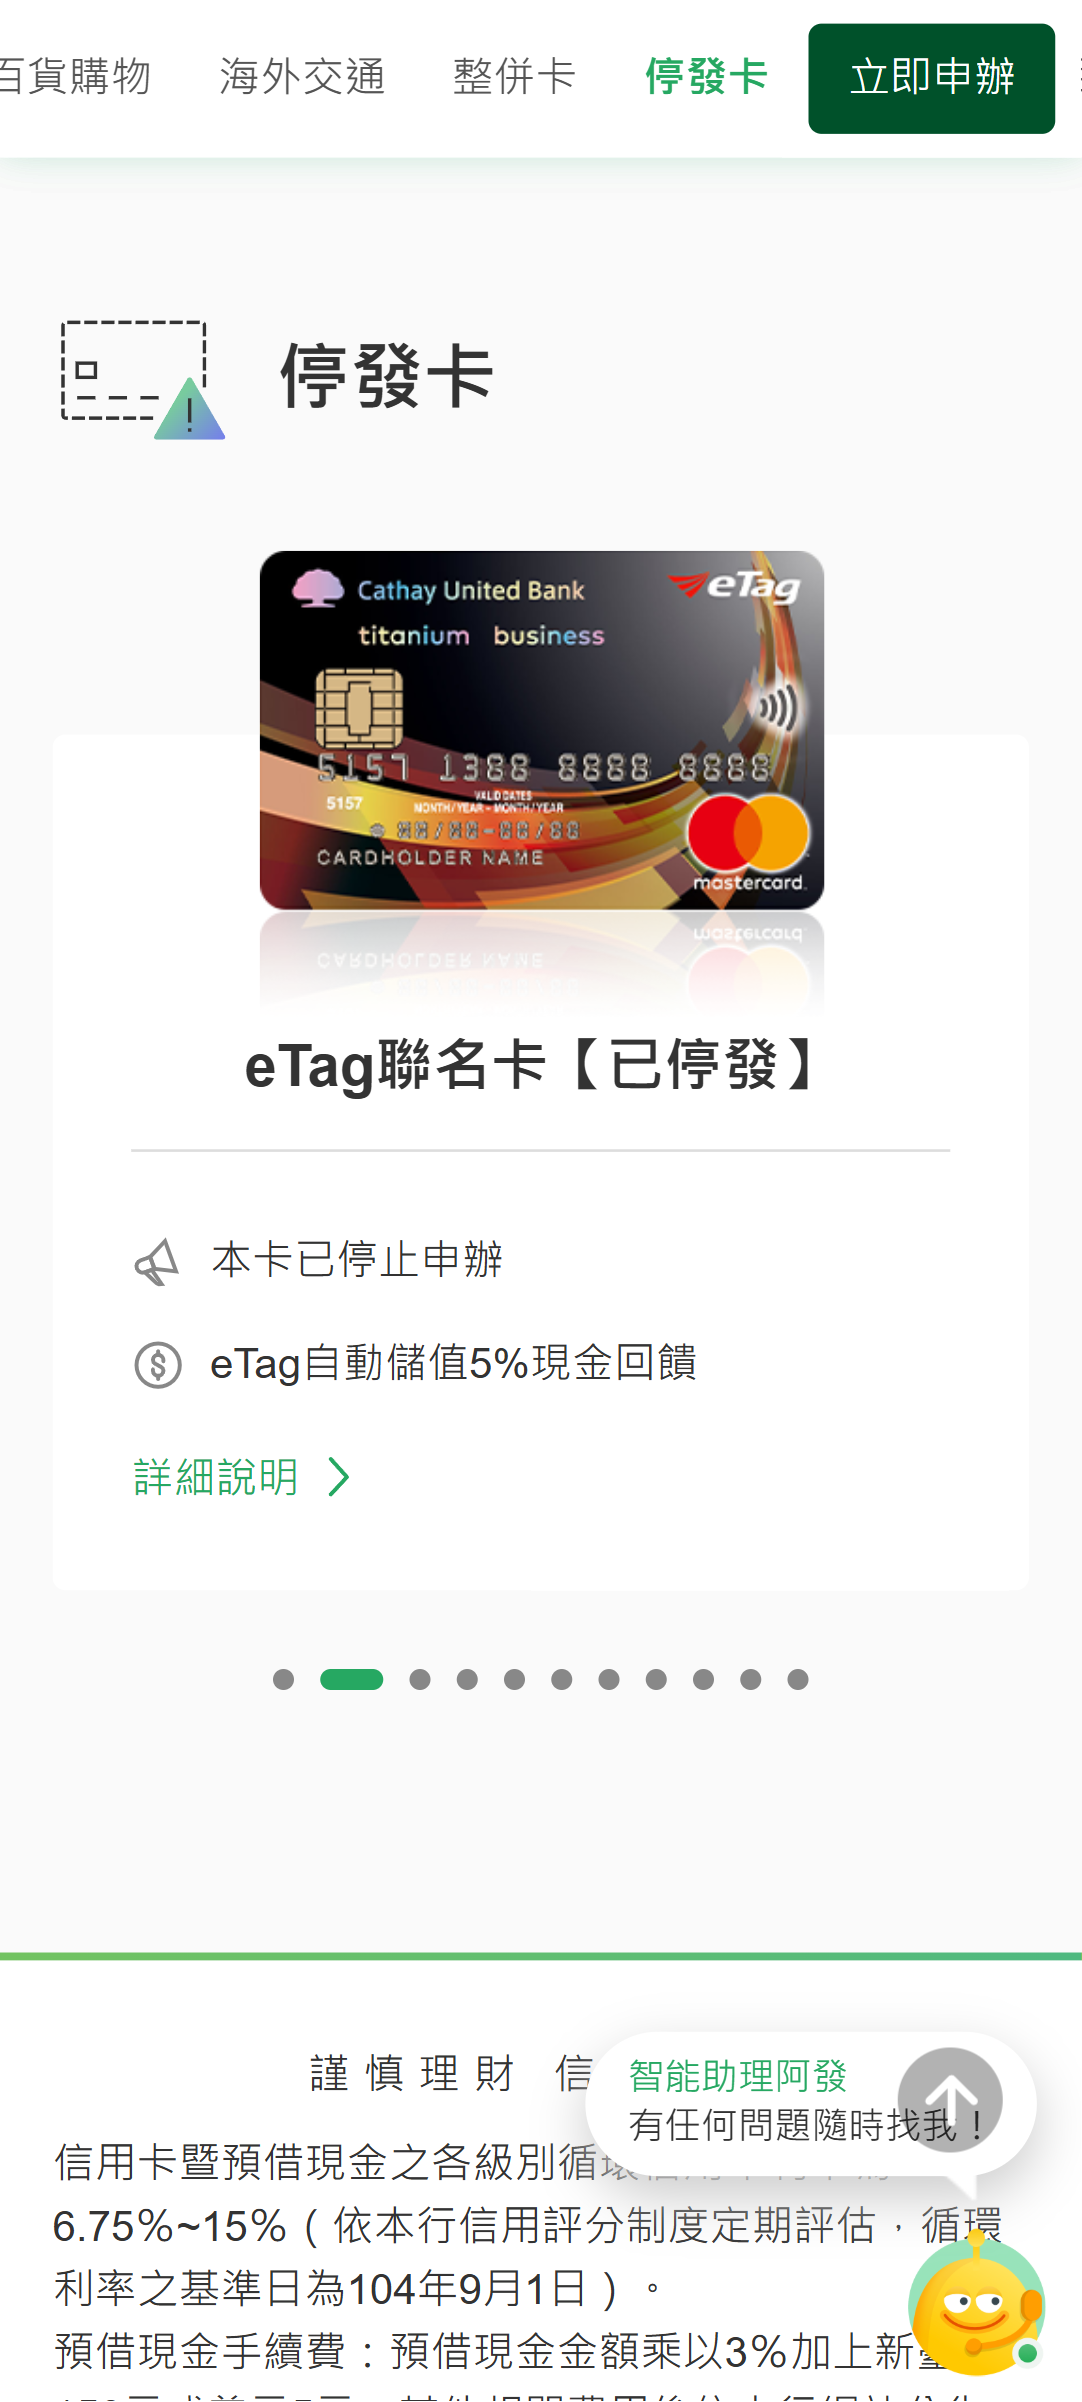 百貨購物 海外交通 整併卡 停發卡 立即申辦
停發卡
Cathay United Bank eTag
titanium business
5157 1388 8888 8888
5157 VALID DATES
MONTH/YEAR - MONTH/YEAR
CARDHOLDER NAME
mastercard.
eTag聯名卡【已停發】
本卡已停止申辦
eTag自動儲值5%現金回饋
詳細說明
謹慎理財 信
智能助理阿發
有任何問題隨時找我！
信用卡暨預借現金之各級別循環信用年利率為
6.75%~15%（依本行信用評分制度定期評估，循環
利率之基準日為104年9月1日）。
預借現金手續費：預借現金金額乘以3%加上新臺